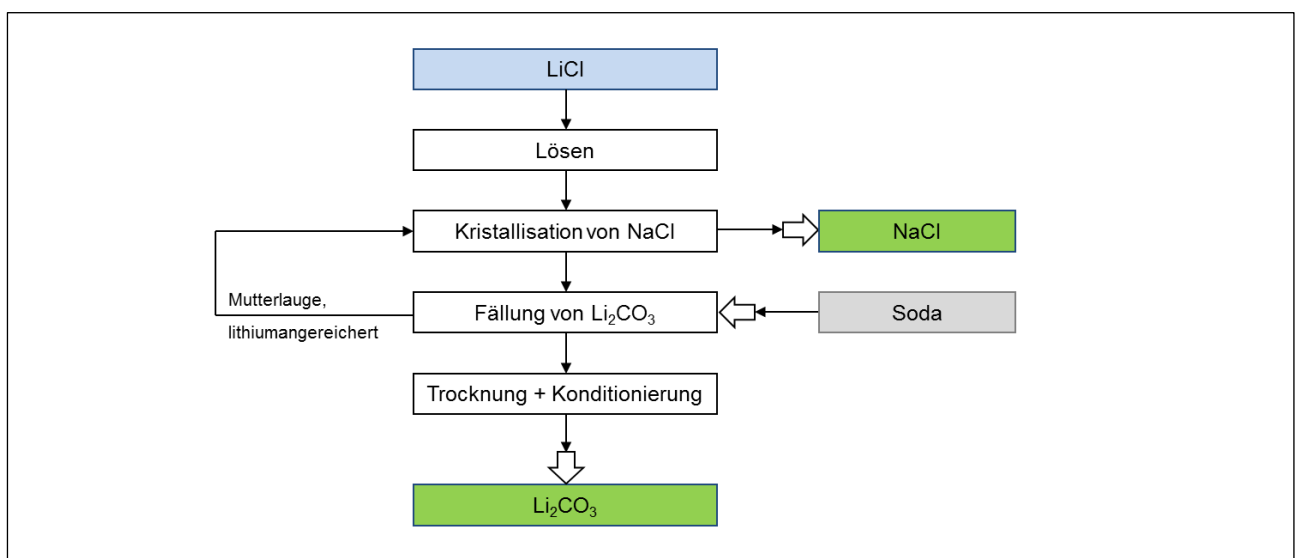 LiCl
Lösen
Kristallisation von NaCl
NaCl
Mutterlauge,
lithiumangereichert
Fällung von Li₂CO₃
Soda
Trocknung + Konditionierung
Li₂CO₃